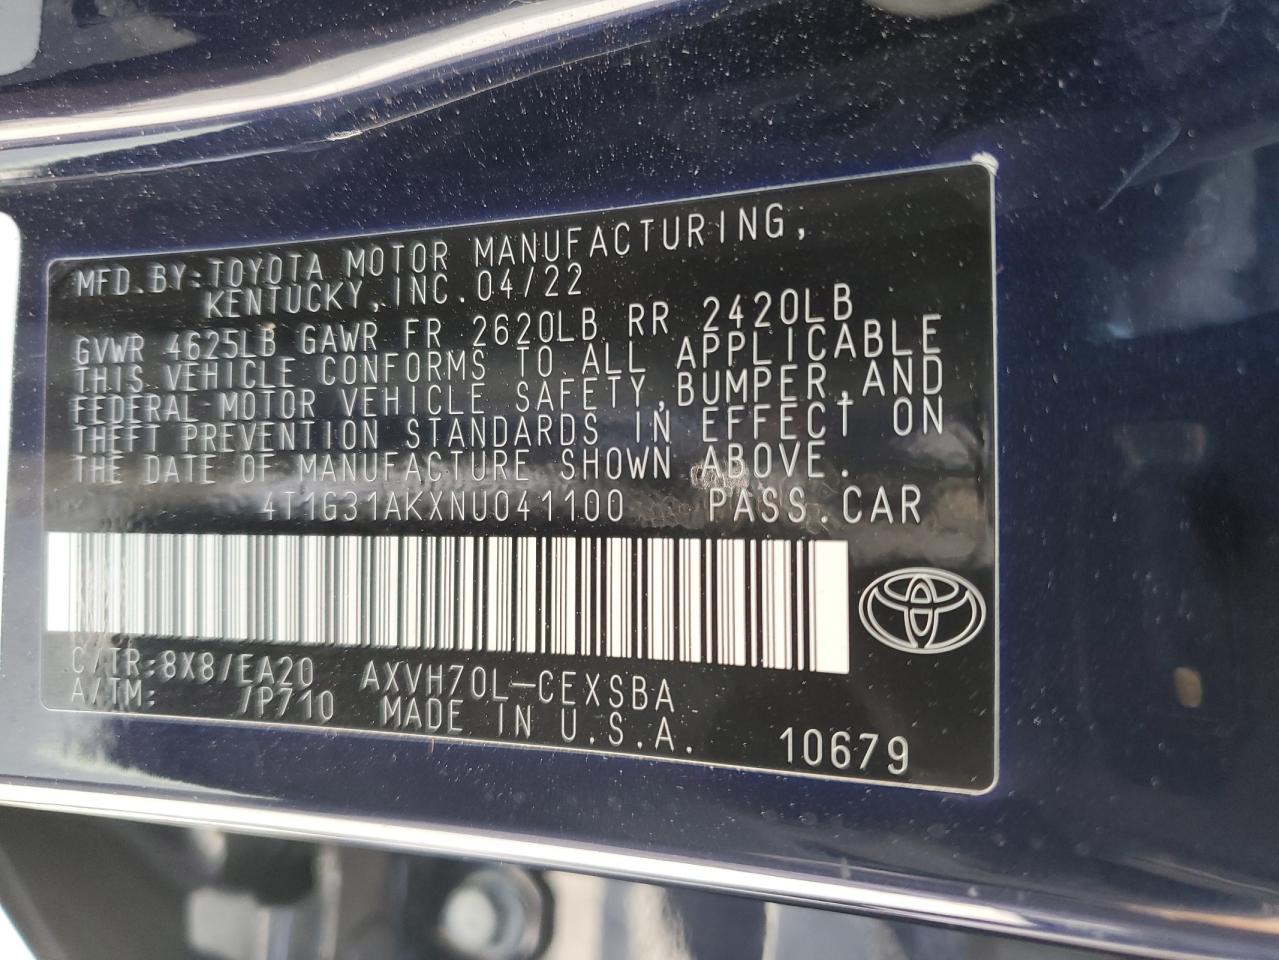 MFD.BY:TOYOTA MOTOR MANUFACTURING,
KENTUCKY,INC.04/22
GVWR 4625LB GAWR FR 2620LB RR 2420LB
THIS VEHICLE CONFORMS TO ALL APPLICABLE
FEDERAL MOTOR VEHICLE SAFETY,BUMPER,AND
THEFT PREVENTION STANDARDS IN EFFECT ON
THE DATE OF MANUFACTURE SHOWN ABOVE.
4T1G31AKXNU041100 PASS.CAR
C/TR:8X8/EA20 AXVH70L-CEXSBA
A/TM: /P710 MADE IN U.S.A. 10679